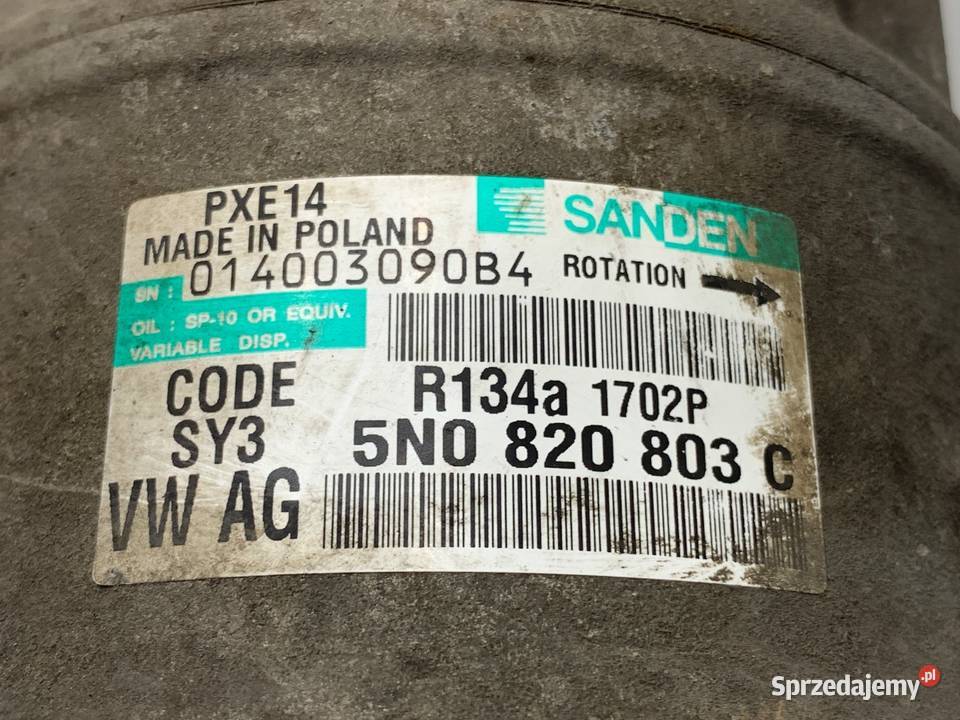 PXE14
SANDEN
MADE IN POLAND
SN : 014003090B4
ROTATION
OIL : SP-10 OR EQUIV.
VARIABLE DISP.
CODE
R134a 1702P
SY3
5N0 820 803 C
VW AG
Sprzedajemy.pl